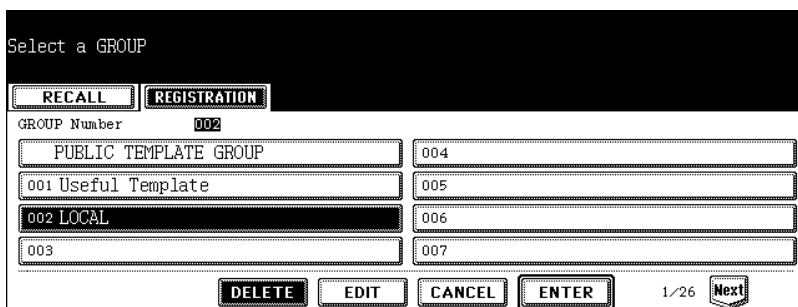 Select a GROUP
RECALL REGISTRATION
GROUP Number 002
PUBLIC TEMPLATE GROUP
001 Useful Template
002 LOCAL
003
004
005
006
007
DELETE EDIT CANCEL ENTER 1/26 Next